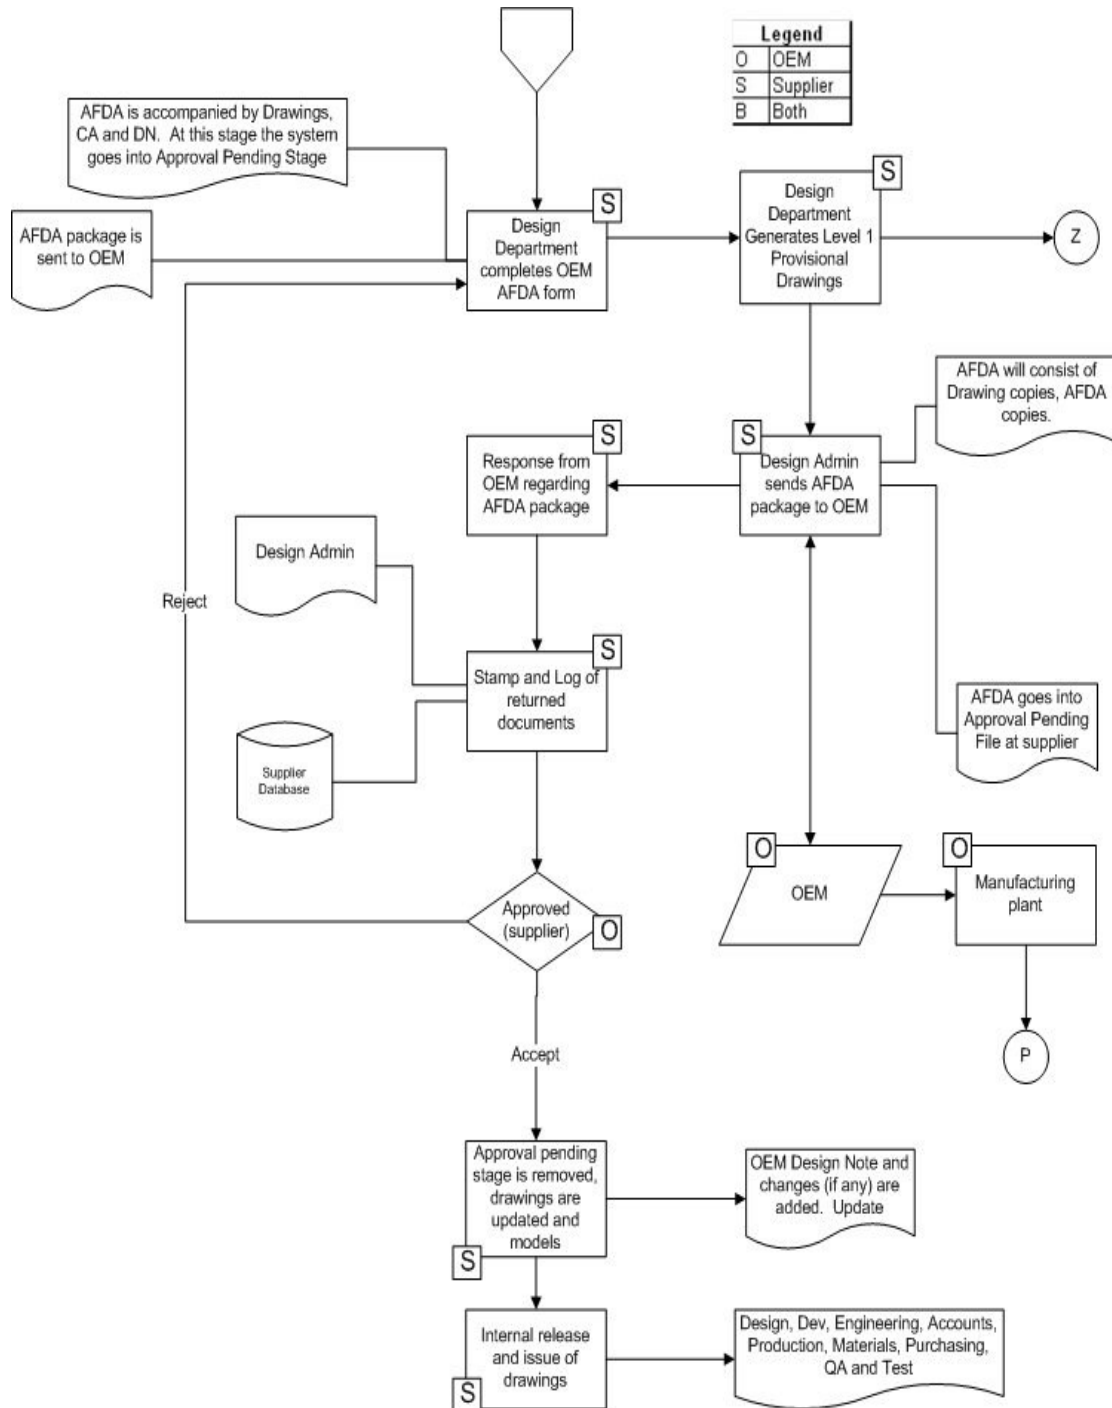 Legend
O OEM
S Supplier
B Both
AFDA is accompanied by Drawings,
CA and DN. At this stage the system
goes into Approval Pending Stage
AFDA package is
sent to OEM
S
Design
Department
completes OEM
AFDA form
S
Design
Department
Generates Level 1
Provisional
Drawings
Z
AFDA will consist of
Drawing copies, AFDA
copies.
S
Response from
OEM regarding
AFDA package
S
Design Admin
sends AFDA
package to OEM
Design Admin
Reject
S
Stamp and Log of
returned
documents
AFDA goes into
Approval Pending
File at supplier
Supplier
Database
O
OEM
O
Manufacturing
plant
Approved
(supplier)
O
P
Accept
Approval pending
stage is removed,
drawings are
updated and
models
S
OEM Design Note and
changes (if any) are
added. Update
Internal release
and issue of
drawings
S
Design, Dev, Engineering, Accounts,
Production, Materials, Purchasing,
QA and Test